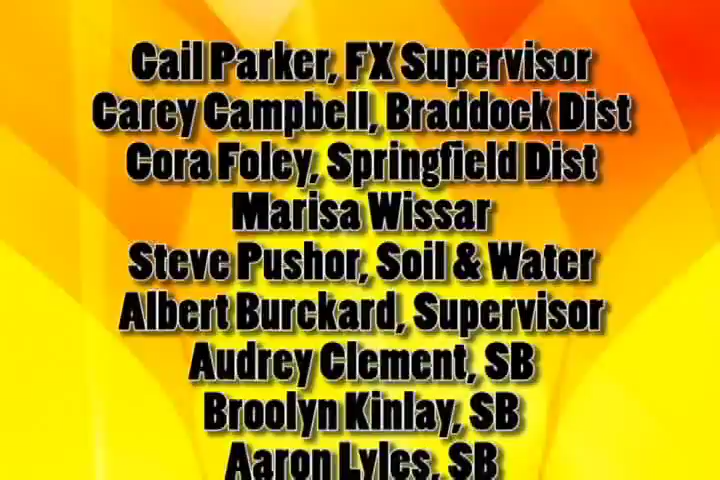 Gail Parker, FX Supervisor
Carey Campbell, Braddock Dist
Cora Foley, Springfield Dist
Marisa Wissar
Steve Pushor, Soil & Water
Albert Burckard, Supervisor
Audrey Clement, SB
Broolyn Kinlay, SB
Aaron Lyles, SB